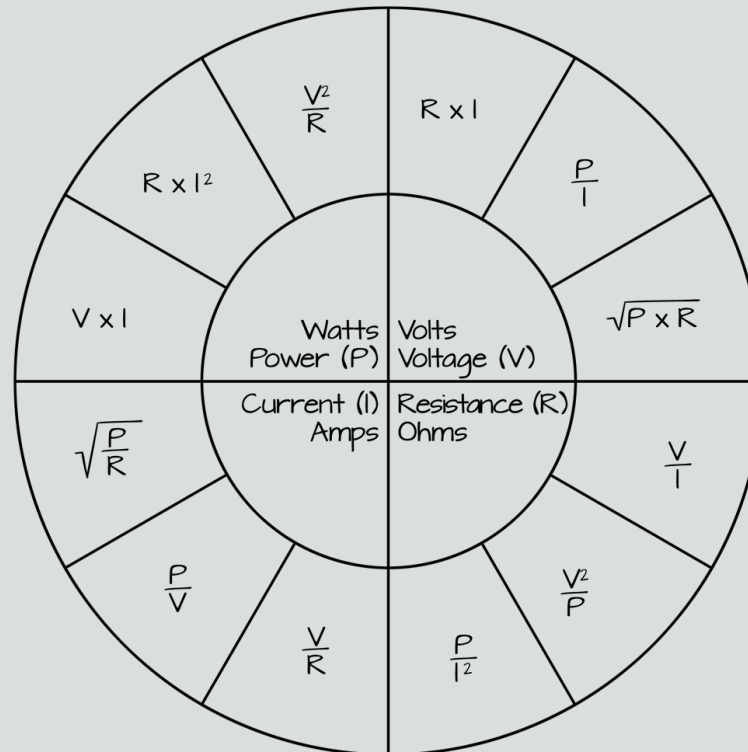 V²/R
R x I
R x I²
P/I
V x I
√P x R
Watts
Power (P)
Volts
Voltage (V)
Current (I)
Amps
Resistance (R)
Ohms
√P/R
V/I
P/V
V²/P
V/R
P/I²